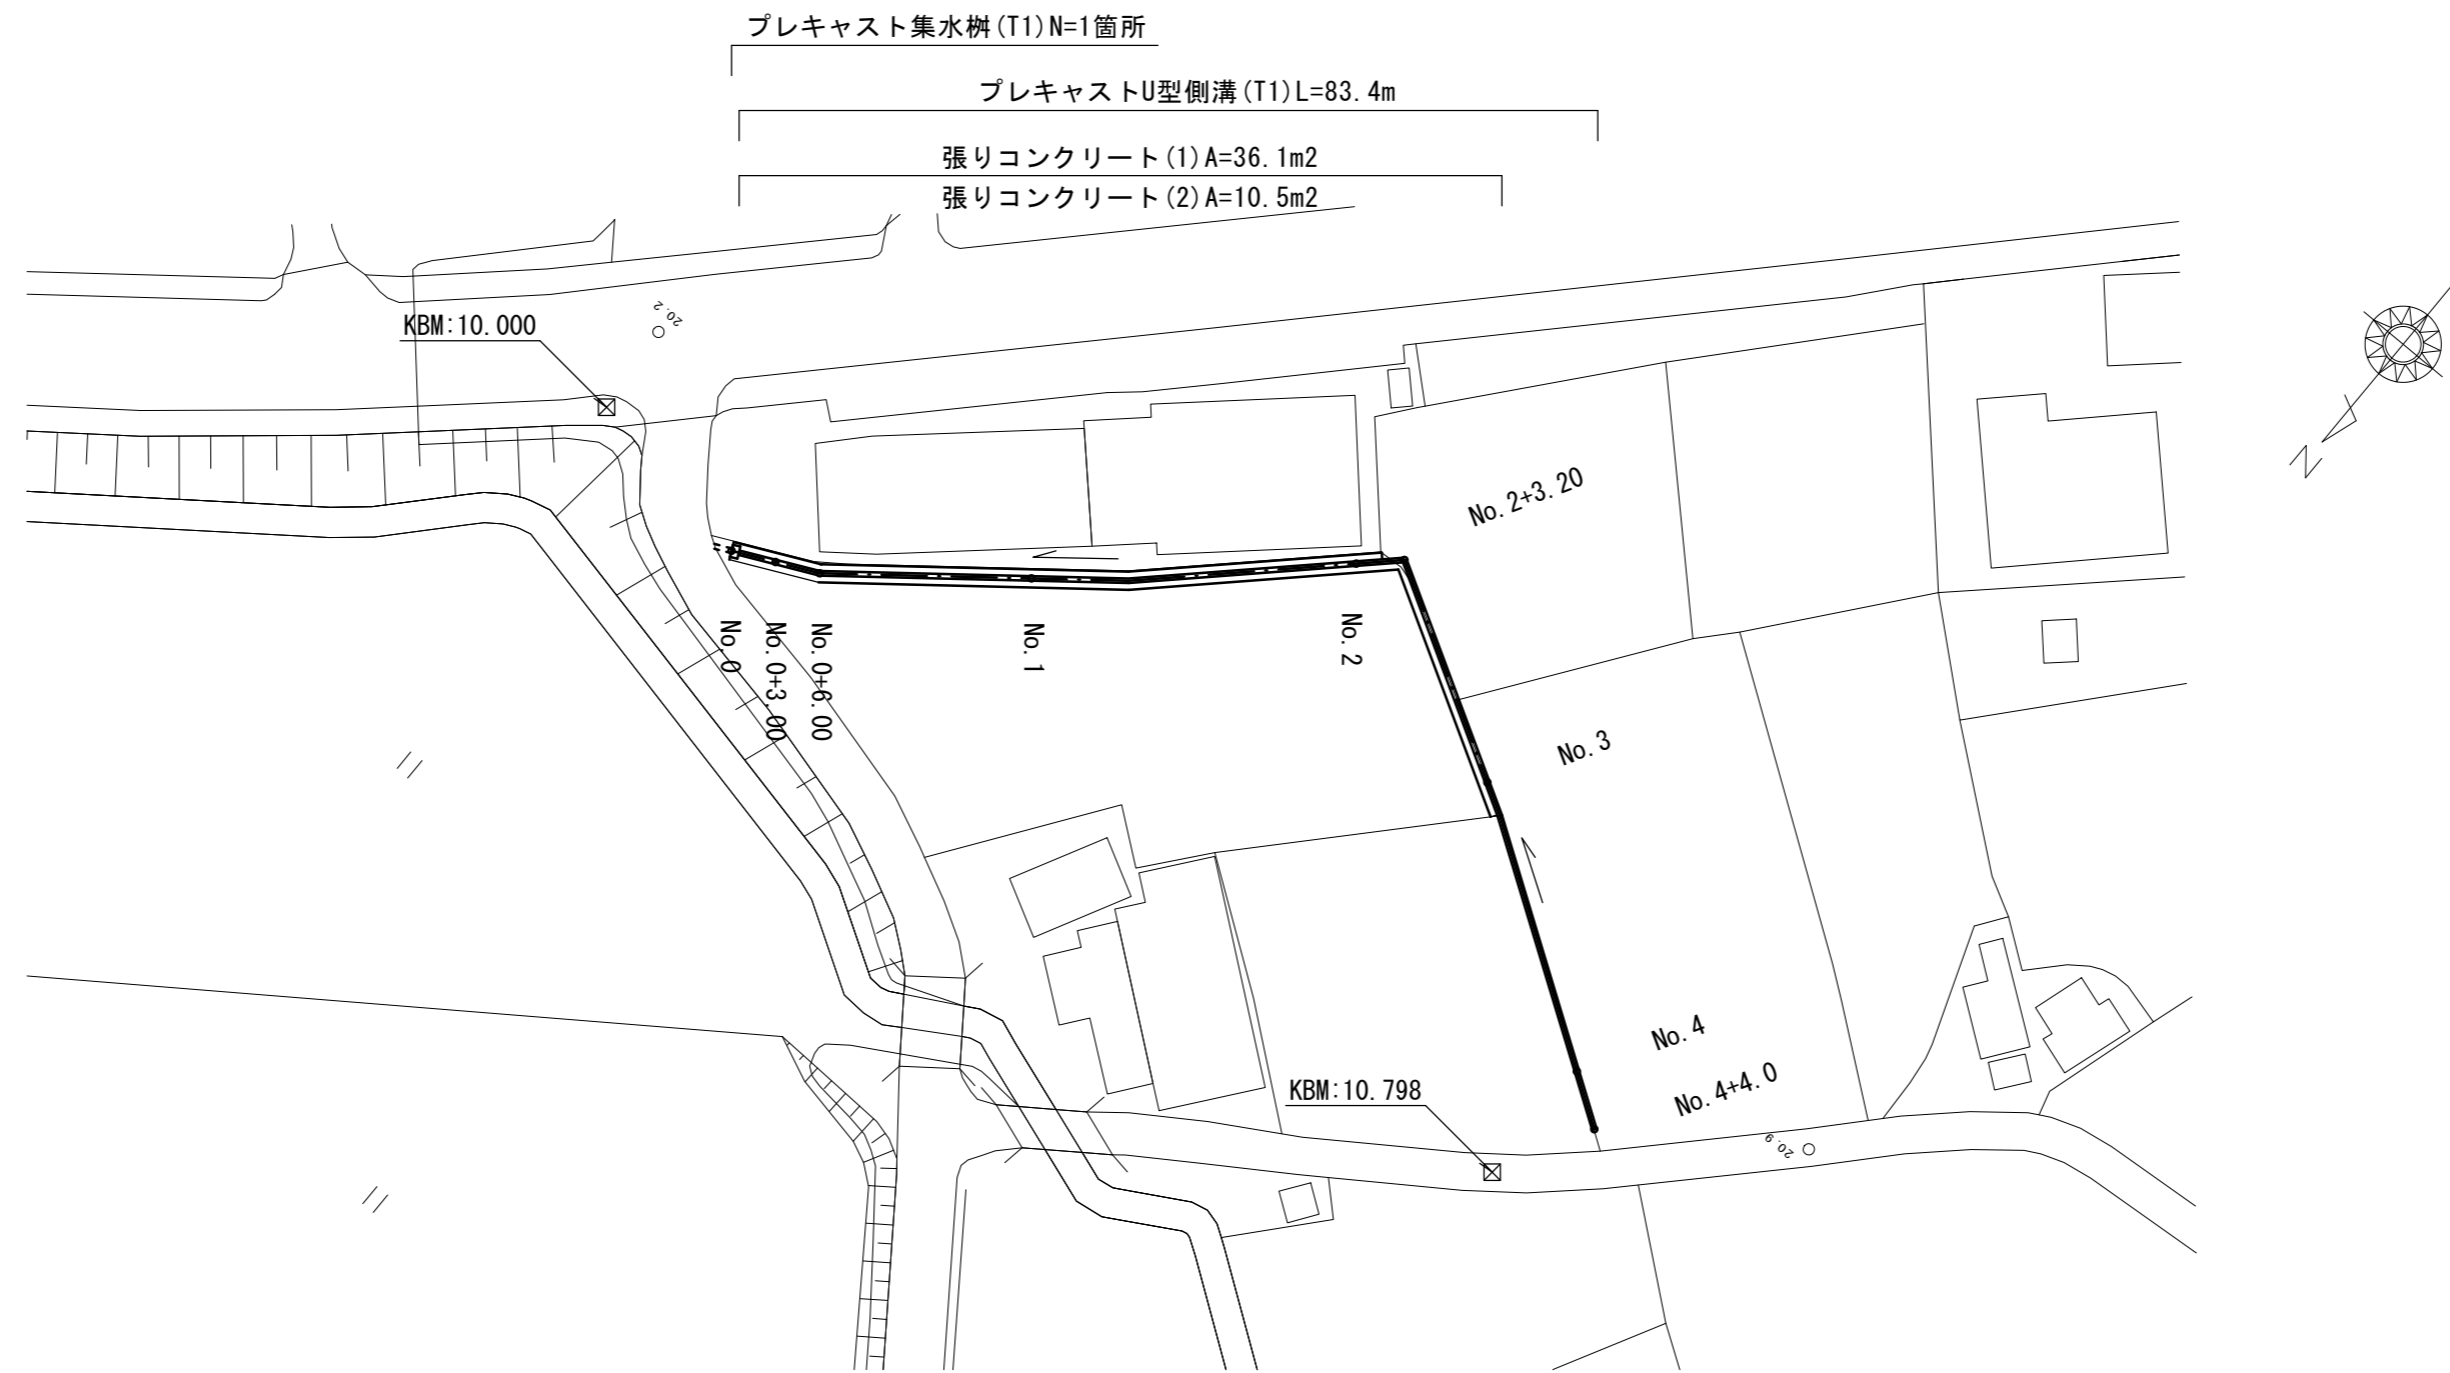 プレキャスト集水桝(T1)N=1箇所
プレキャストU型側溝(T1)L=83.4m
張りコンクリート(1)A=36.1m2
張りコンクリート(2)A=10.5m2
KBM:10.000
20.2
No.2+3.20
No.0
No.0+3.00
No.0+6.00
No.1
No.2
No.3
No.4
No.4+4.0
KBM:10.798
20.9
N